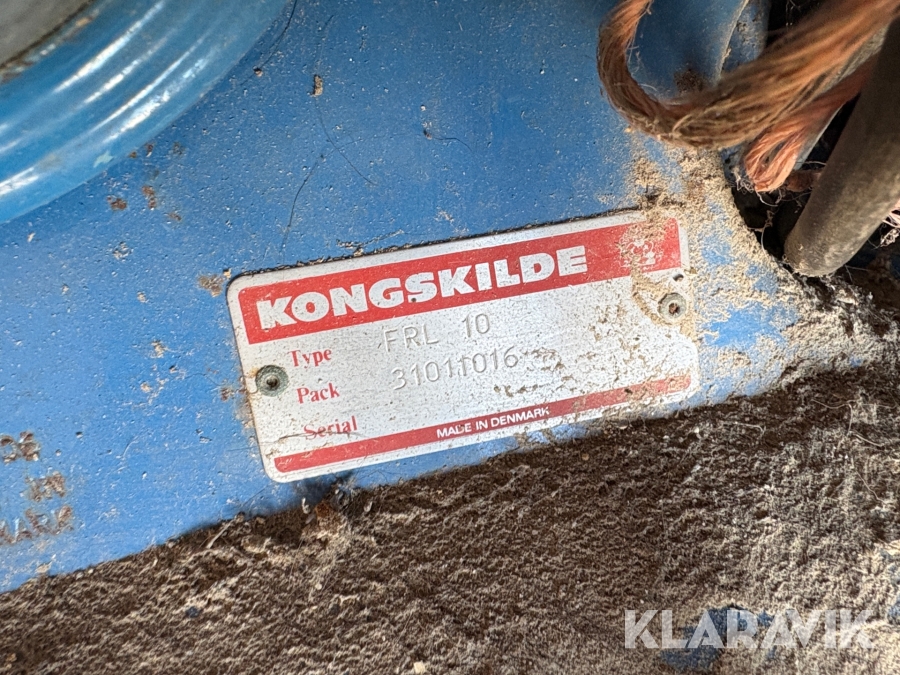 KONGSKILDE
Type FRL 10
Pack 31011016
Serial
MADE IN DENMARK
KLARAVIK